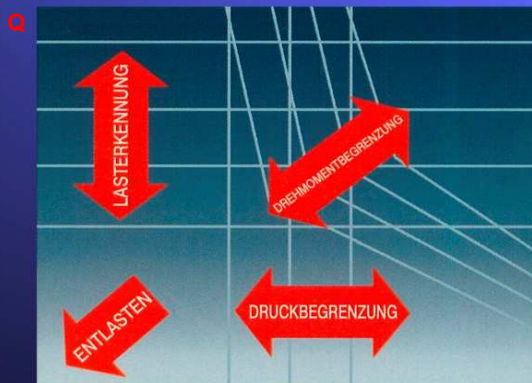 Q
LASTERKENNUNG
DREHMOMENTBEGRENZUNG
ENTLASTEN
DRUCKBEGRENZUNG